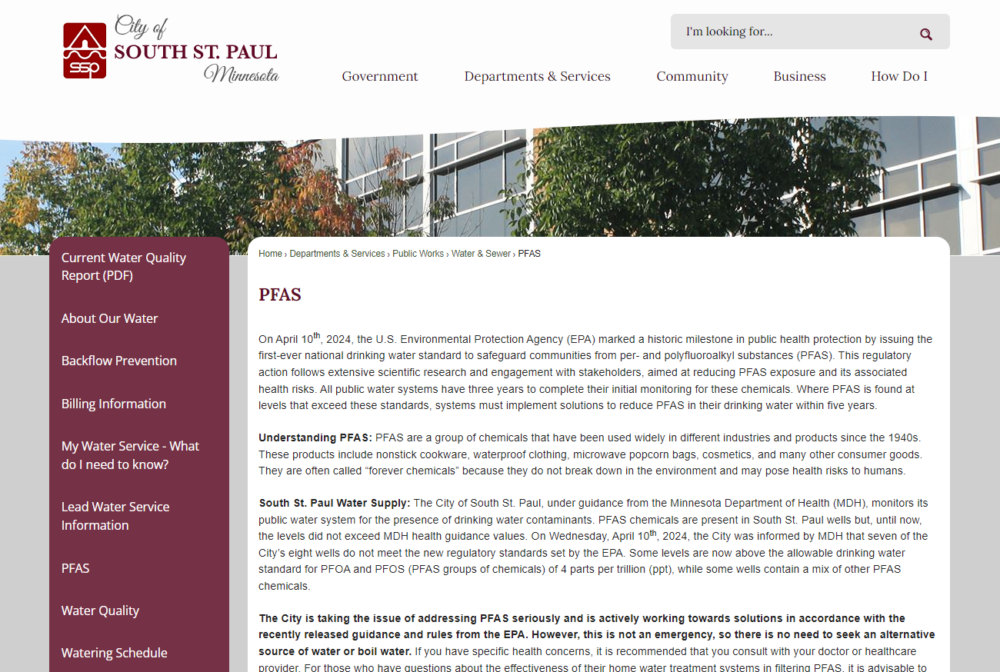 City of
SOUTH ST. PAUL
Minnesota
ssp
I'm looking for...
Government Departments & Services Community Business How Do I
Current Water Quality
Report (PDF)
About Our Water
Backflow Prevention
Billing Information
My Water Service - What
do I need to know?
Lead Water Service
Information
PFAS
Water Quality
Watering Schedule
Home › Departments & Services › Public Works › Water & Sewer › PFAS
PFAS
On April 10th, 2024, the U.S. Environmental Protection Agency (EPA) marked a historic milestone in public health protection by issuing the
first-ever national drinking water standard to safeguard communities from per- and polyfluoroalkyl substances (PFAS). This regulatory
action follows extensive scientific research and engagement with stakeholders, aimed at reducing PFAS exposure and its associated
health risks. All public water systems have three years to complete their initial monitoring for these chemicals. Where PFAS is found at
levels that exceed these standards, systems must implement solutions to reduce PFAS in their drinking water within five years.
Understanding PFAS: PFAS are a group of chemicals that have been used widely in different industries and products since the 1940s.
These products include nonstick cookware, waterproof clothing, microwave popcorn bags, cosmetics, and many other consumer goods.
They are often called “forever chemicals” because they do not break down in the environment and may pose health risks to humans.
South St. Paul Water Supply: The City of South St. Paul, under guidance from the Minnesota Department of Health (MDH), monitors its
public water system for the presence of drinking water contaminants. PFAS chemicals are present in South St. Paul wells but, until now,
the levels did not exceed MDH health guidance values. On Wednesday, April 10th, 2024, the City was informed by MDH that seven of the
City’s eight wells do not meet the new regulatory standards set by the EPA. Some levels are now above the allowable drinking water
standard for PFOA and PFOS (PFAS groups of chemicals) of 4 parts per trillion (ppt), while some wells contain a mix of other PFAS
chemicals.
The City is taking the issue of addressing PFAS seriously and is actively working towards solutions in accordance with the
recently released guidance and rules from the EPA. However, this is not an emergency, so there is no need to seek an alternative
source of water or boil water. If you have specific health concerns, it is recommended that you consult with your doctor or healthcare
provider. For those who have questions about the effectiveness of their home water treatment systems in filtering PFAS, it is advisable to